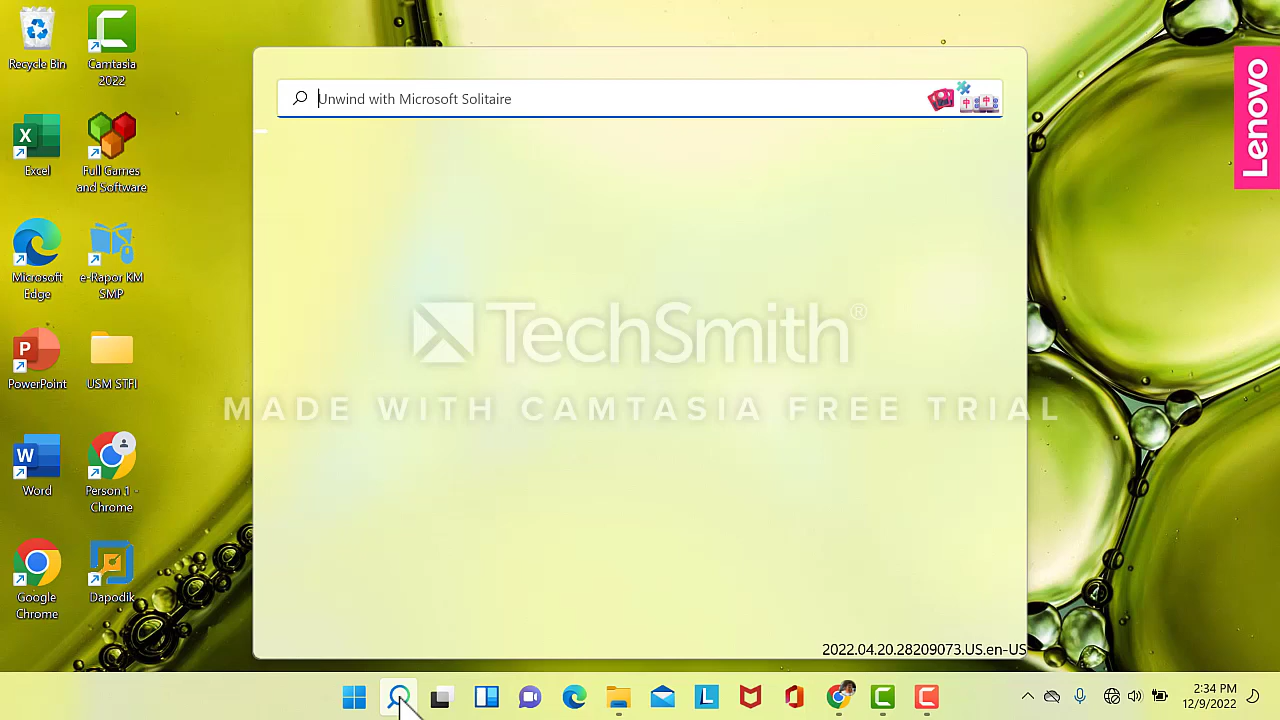 Recycle Bin
Camtasia
2022
Excel
Full Games
and Software
Microsoft
Edge
e-Rapor KM
SMP
PowerPoint
USM STFI
Word
Person 1 -
Chrome
Google
Chrome
Dapodik
Unwind with Microsoft Solitaire
TechSmith®
MADE WITH CAMTASIA FREE TRIAL
2022.04.20.28209073.US.en-US
Lenovo
2:34 PM
12/9/2022